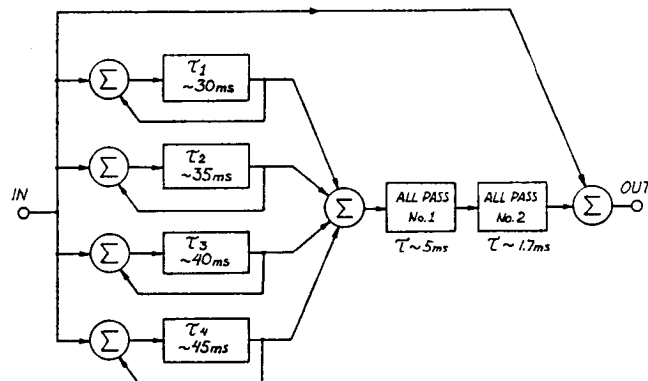 Σ
τ1
~30ms
Σ
τ2
~35ms
IN
Σ
ALL PASS
No.1
ALL PASS
No.2
Σ
OUT
τ~5ms
τ~1.7ms
Σ
τ3
~40ms
Σ
τ4
~45ms